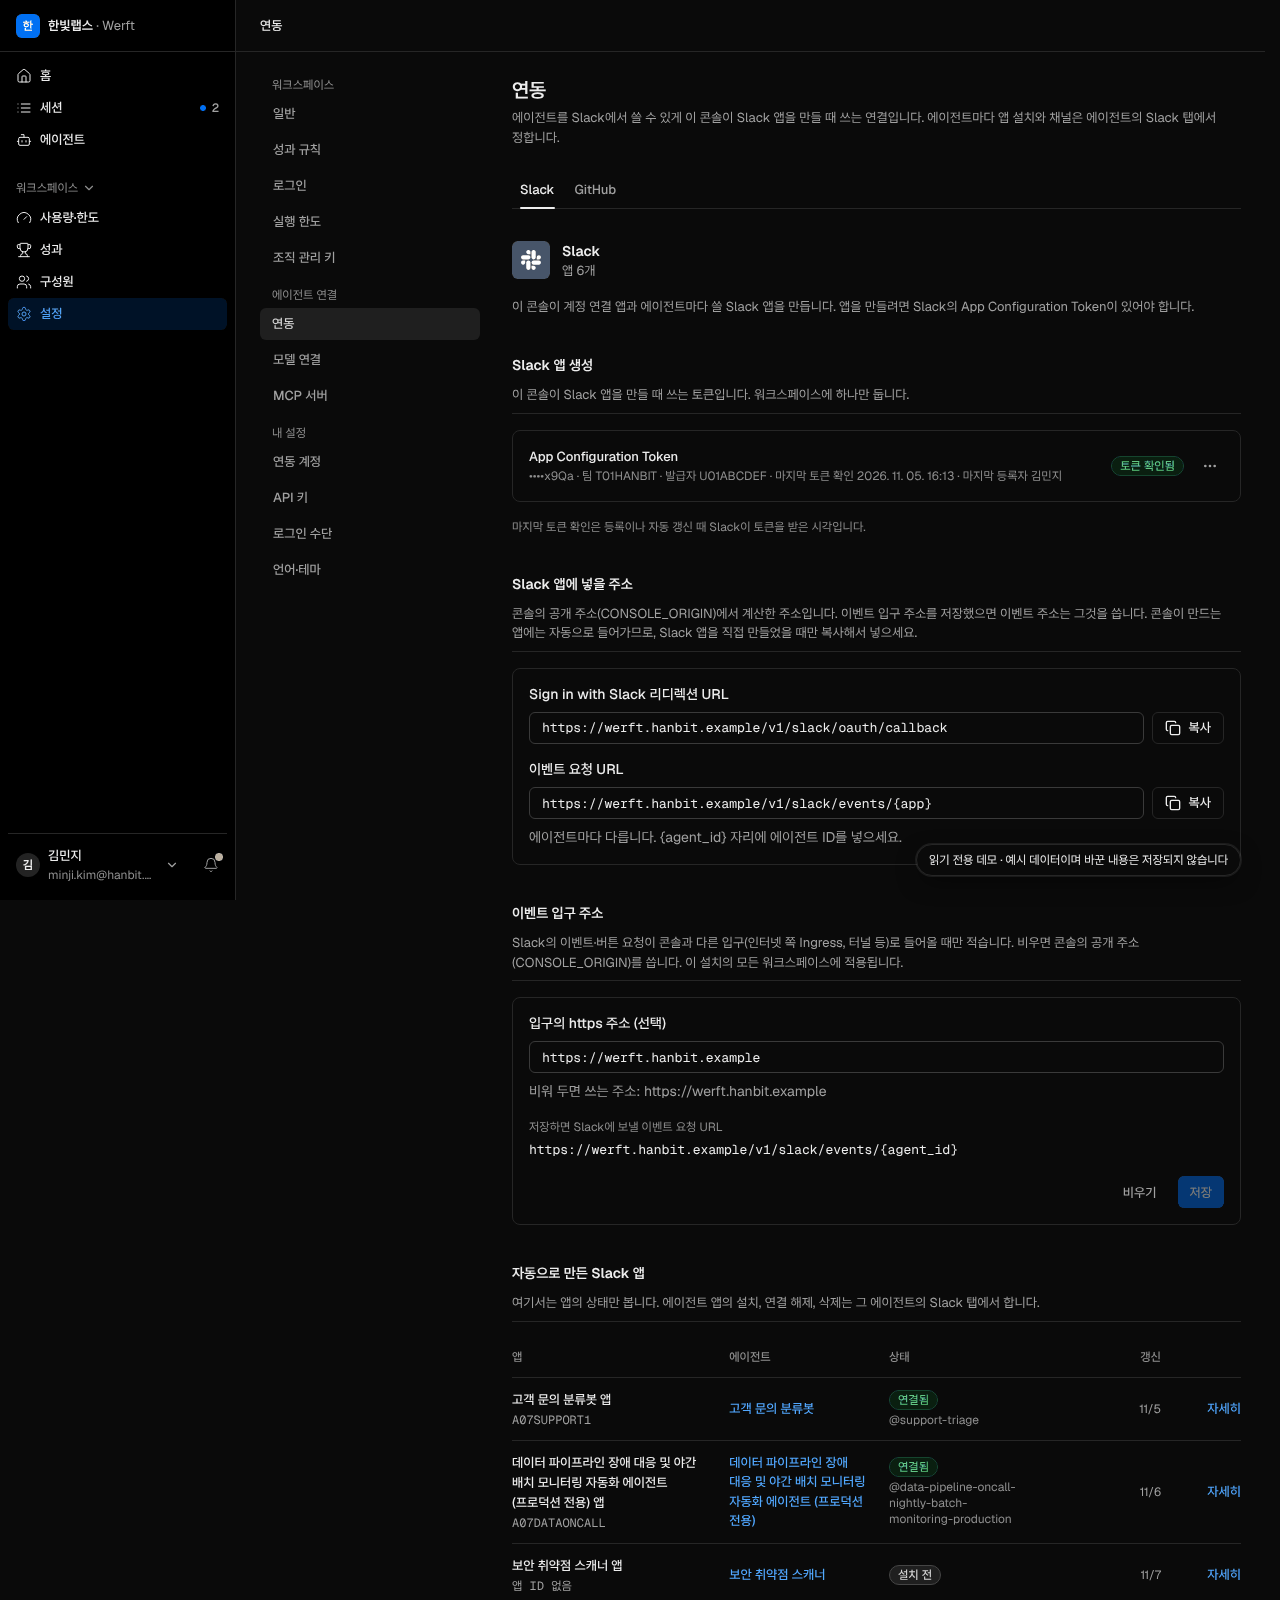 한 한빛랩스 · Werft
홈
세션 2
에이전트
워크스페이스
사용량·한도
성과
구성원
설정
김 김민지
minji.kim@hanbit....
연동
워크스페이스
일반
성과 규칙
로그인
실행 한도
조직 관리 키
에이전트 연결
연동
모델 연결
MCP 서버
내 설정
연동 계정
API 키
로그인 수단
언어·테마
연동
에이전트를 Slack에서 쓸 수 있게 이 콘솔이 Slack 앱을 만들 때 쓰는 연결입니다. 에이전트마다 앱 설치와 채널은 에이전트의 Slack 탭에서
정합니다.
Slack GitHub
Slack
앱 6개
이 콘솔이 계정 연결 앱과 에이전트마다 쓸 Slack 앱을 만듭니다. 앱을 만들려면 Slack의 App Configuration Token이 있어야 합니다.
Slack 앱 생성
이 콘솔이 Slack 앱을 만들 때 쓰는 토큰입니다. 워크스페이스에 하나만 둡니다.
App Configuration Token
••••x9Qa · 팀 T01HANBIT · 발급자 U01ABCDEF · 마지막 토큰 확인 2026. 11. 05. 16:13 · 마지막 등록자 김민지
토큰 확인됨
마지막 토큰 확인은 등록이나 자동 갱신 때 Slack이 토큰을 받은 시각입니다.
Slack 앱에 넣을 주소
콘솔의 공개 주소(CONSOLE_ORIGIN)에서 계산한 주소입니다. 이벤트 입구 주소를 저장했으면 이벤트 주소는 그것을 씁니다. 콘솔이 만드는
앱에는 자동으로 들어가므로, Slack 앱을 직접 만들었을 때만 복사해서 넣으세요.
Sign in with Slack 리디렉션 URL
https://werft.hanbit.example/v1/slack/oauth/callback 복사
이벤트 요청 URL
https://werft.hanbit.example/v1/slack/events/{app} 복사
에이전트마다 다릅니다. {agent_id} 자리에 에이전트 ID를 넣으세요.
읽기 전용 데모 · 예시 데이터이며 바꾼 내용은 저장되지 않습니다
이벤트 입구 주소
Slack의 이벤트·버튼 요청이 콘솔과 다른 입구(인터넷 쪽 Ingress, 터널 등)로 들어올 때만 적습니다. 비우면 콘솔의 공개 주소
(CONSOLE_ORIGIN)를 씁니다. 이 설치의 모든 워크스페이스에 적용됩니다.
입구의 https 주소 (선택)
https://werft.hanbit.example
비워 두면 쓰는 주소: https://werft.hanbit.example
저장하면 Slack에 보낼 이벤트 요청 URL
https://werft.hanbit.example/v1/slack/events/{agent_id}
비우기 저장
자동으로 만든 Slack 앱
여기서는 앱의 상태만 봅니다. 에이전트 앱의 설치, 연결 해제, 삭제는 그 에이전트의 Slack 탭에서 합니다.
앱 에이전트 상태 갱신
고객 문의 분류봇 앱
A07SUPPORT1
고객 문의 분류봇
연결됨
@support-triage
11/5 자세히
데이터 파이프라인 장애 대응 및 야간
배치 모니터링 자동화 에이전트
(프로덕션 전용) 앱
A07DATAONCALL
데이터 파이프라인 장애
대응 및 야간 배치 모니터링
자동화 에이전트 (프로덕션
전용)
연결됨
@data-pipeline-oncall-
nightly-batch-
monitoring-production
11/6 자세히
보안 취약점 스캐너 앱
앱 ID 없음
보안 취약점 스캐너
설치 전
11/7 자세히